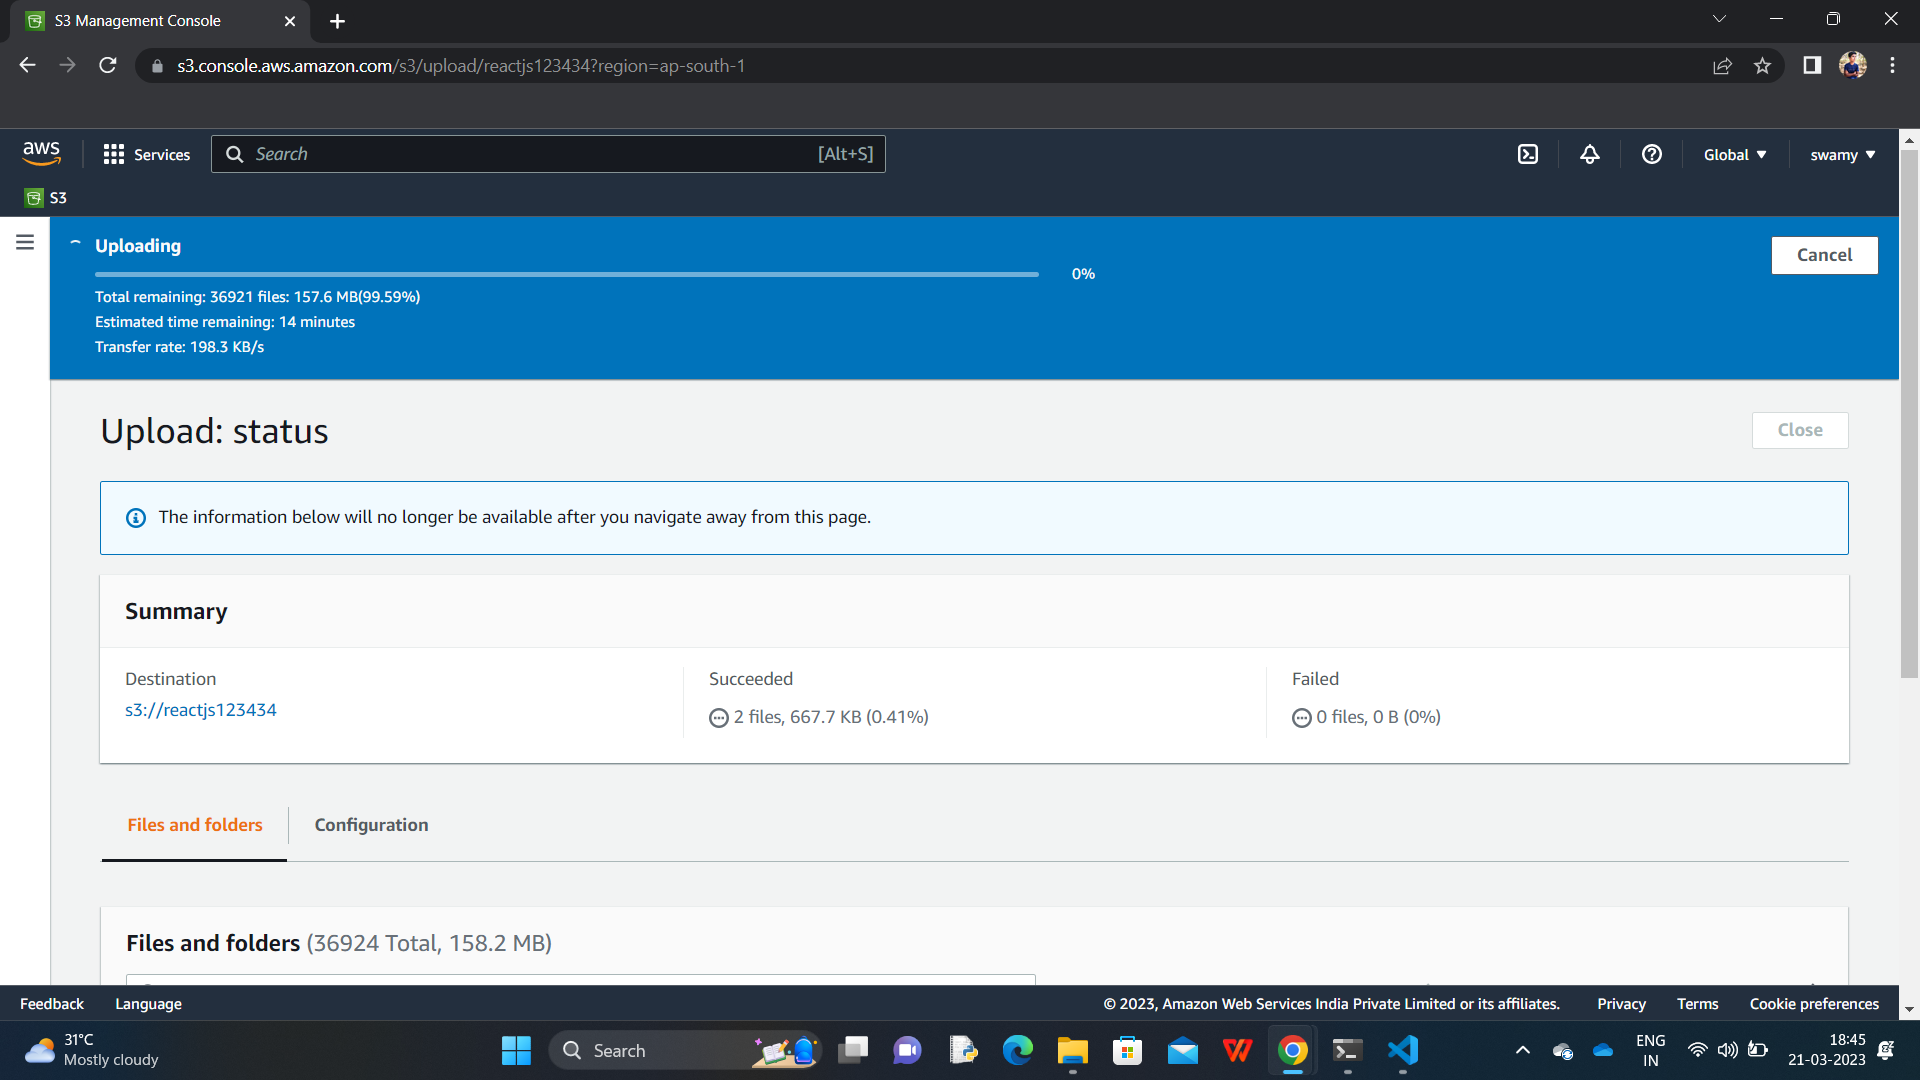 S3 Management Console
s3.console.aws.amazon.com/s3/upload/reactjs123434?region=ap-south-1
aws
Services
Search
[Alt+S]
Global
swamy
S3
Uploading
Cancel
0%
Total remaining: 36921 files: 157.6 MB(99.59%)
Estimated time remaining: 14 minutes
Transfer rate: 198.3 KB/s
Upload: status
Close
The information below will no longer be available after you navigate away from this page.
Summary
Destination
s3://reactjs123434
Succeeded
2 files, 667.7 KB (0.41%)
Failed
0 files, 0 B (0%)
Files and folders
Configuration
Files and folders (36924 Total, 158.2 MB)
Feedback
Language
© 2023, Amazon Web Services India Private Limited or its affiliates.
Privacy
Terms
Cookie preferences
31°C
Mostly cloudy
Search
ENG
IN
18:45
21-03-2023